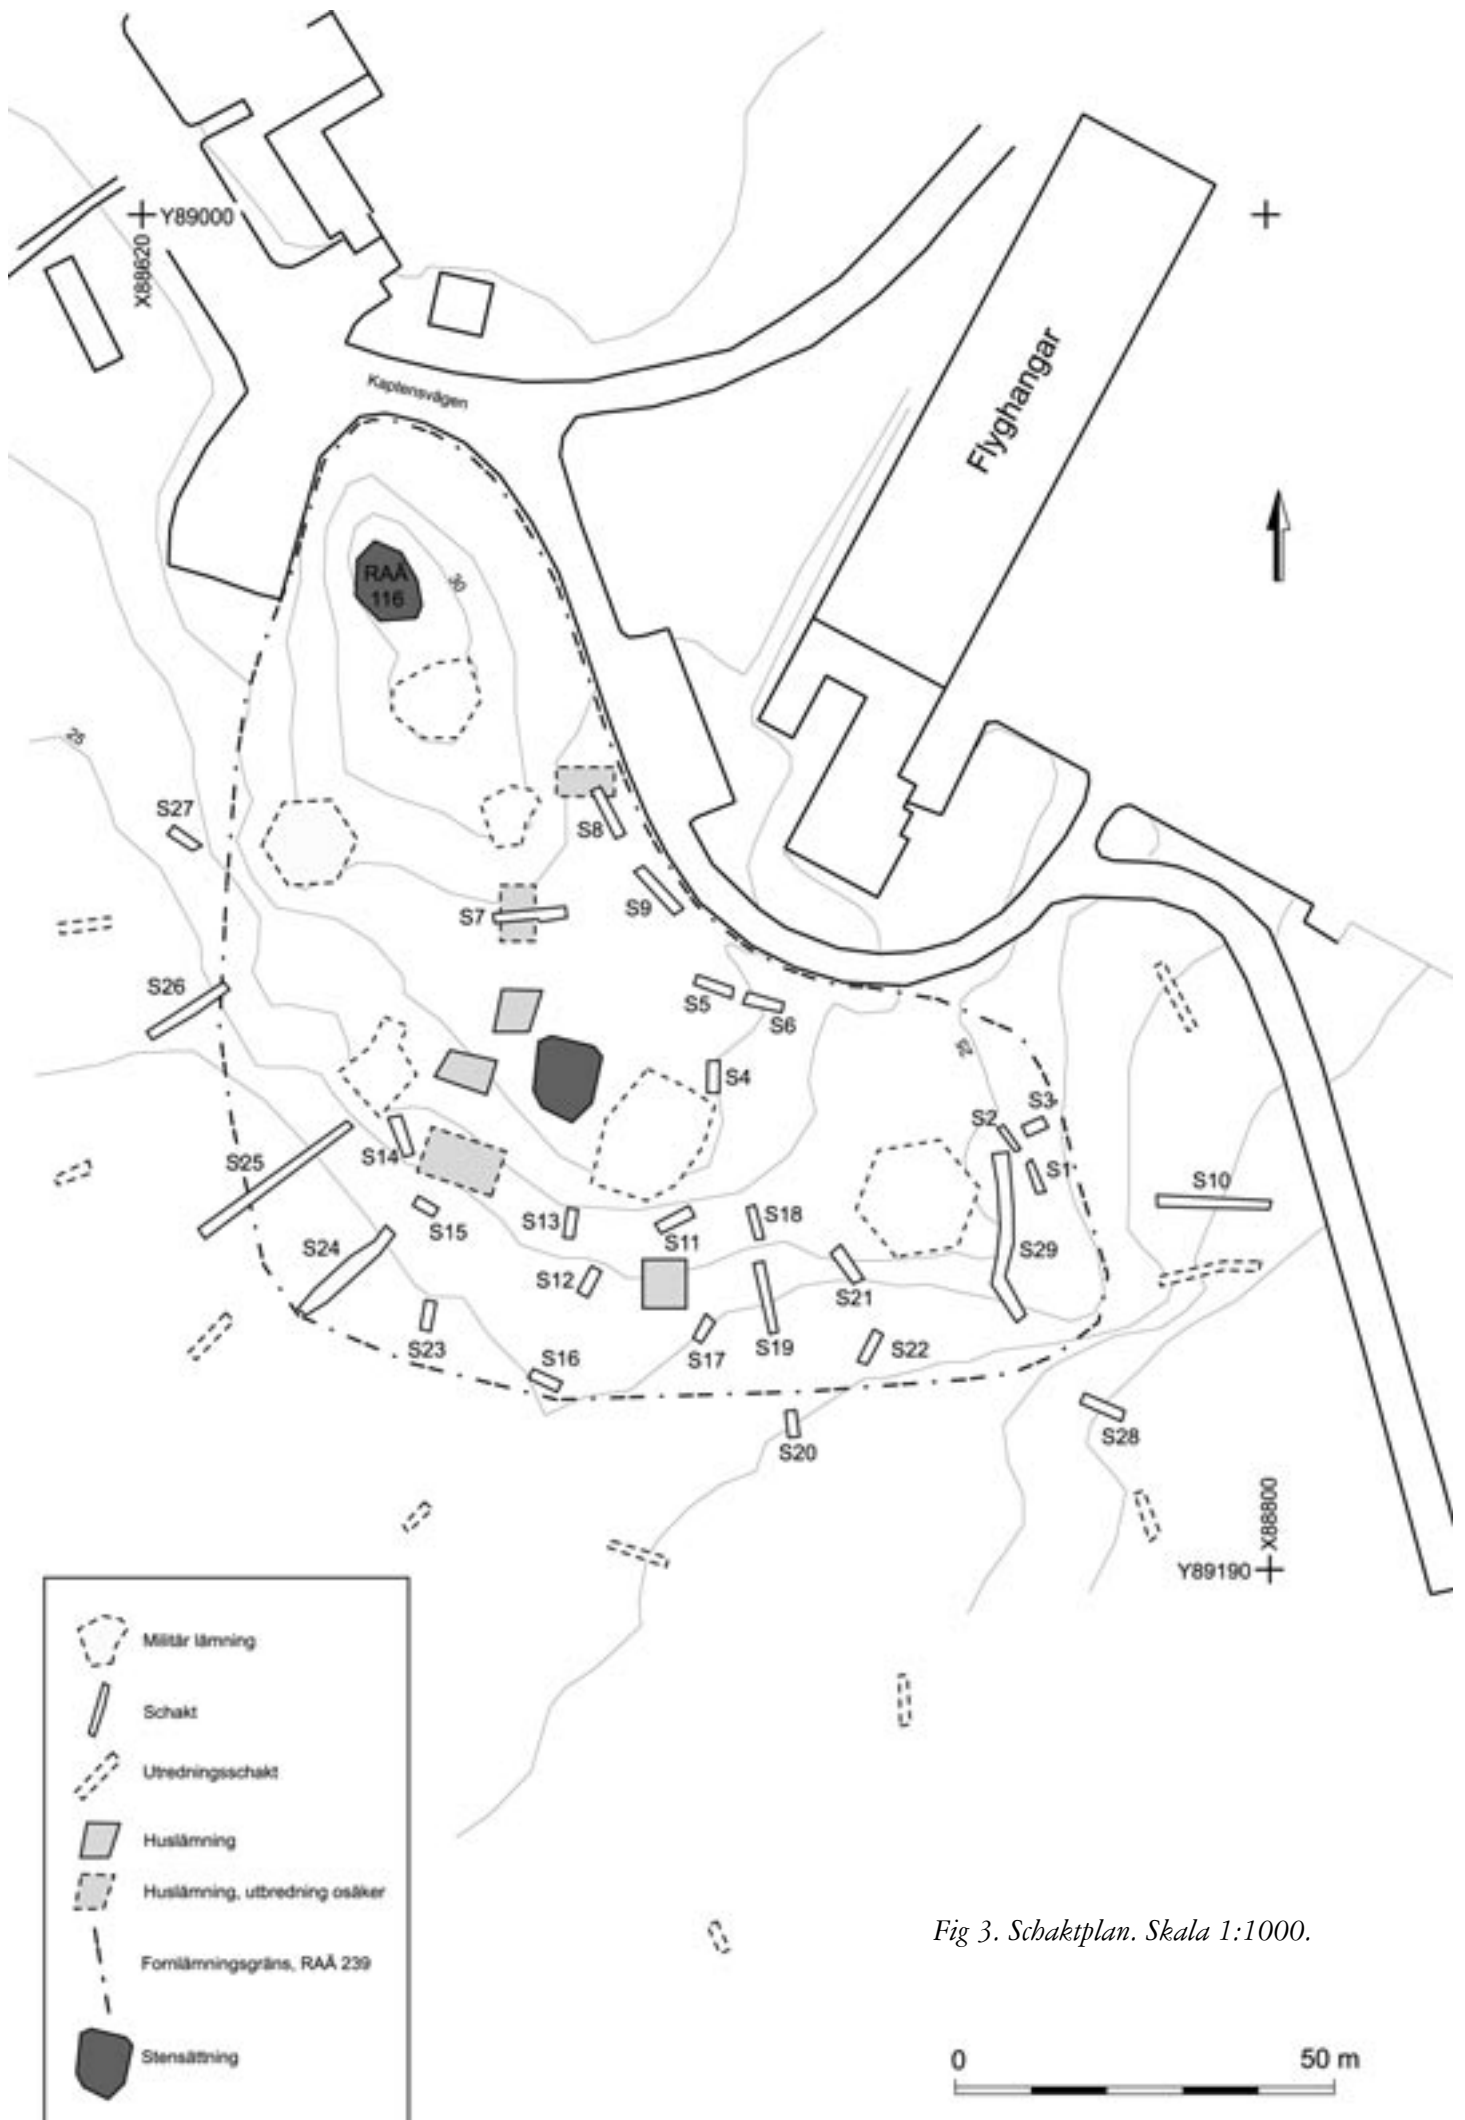 Y89000
X88620
Kaptensvägen
Flyghangar
RAÄ
116
30
25
S27
S8
S7
S9
S26
S5
S6
25
S4
S3
S2
S14
S25
S1
S10
S15
S13
S11
S18
S24
S29
S12
S21
S23
S16
S17
S19
S22
S20
S28
X88800
Y89190
Militär lämning
Schakt
Utredningsschakt
Huslämning
Huslämning, utbredning osäker
Fornlämningsgräns, RAÄ 239
Stensättning
Fig 3. Schaktplan. Skala 1:1000.
0 50 m